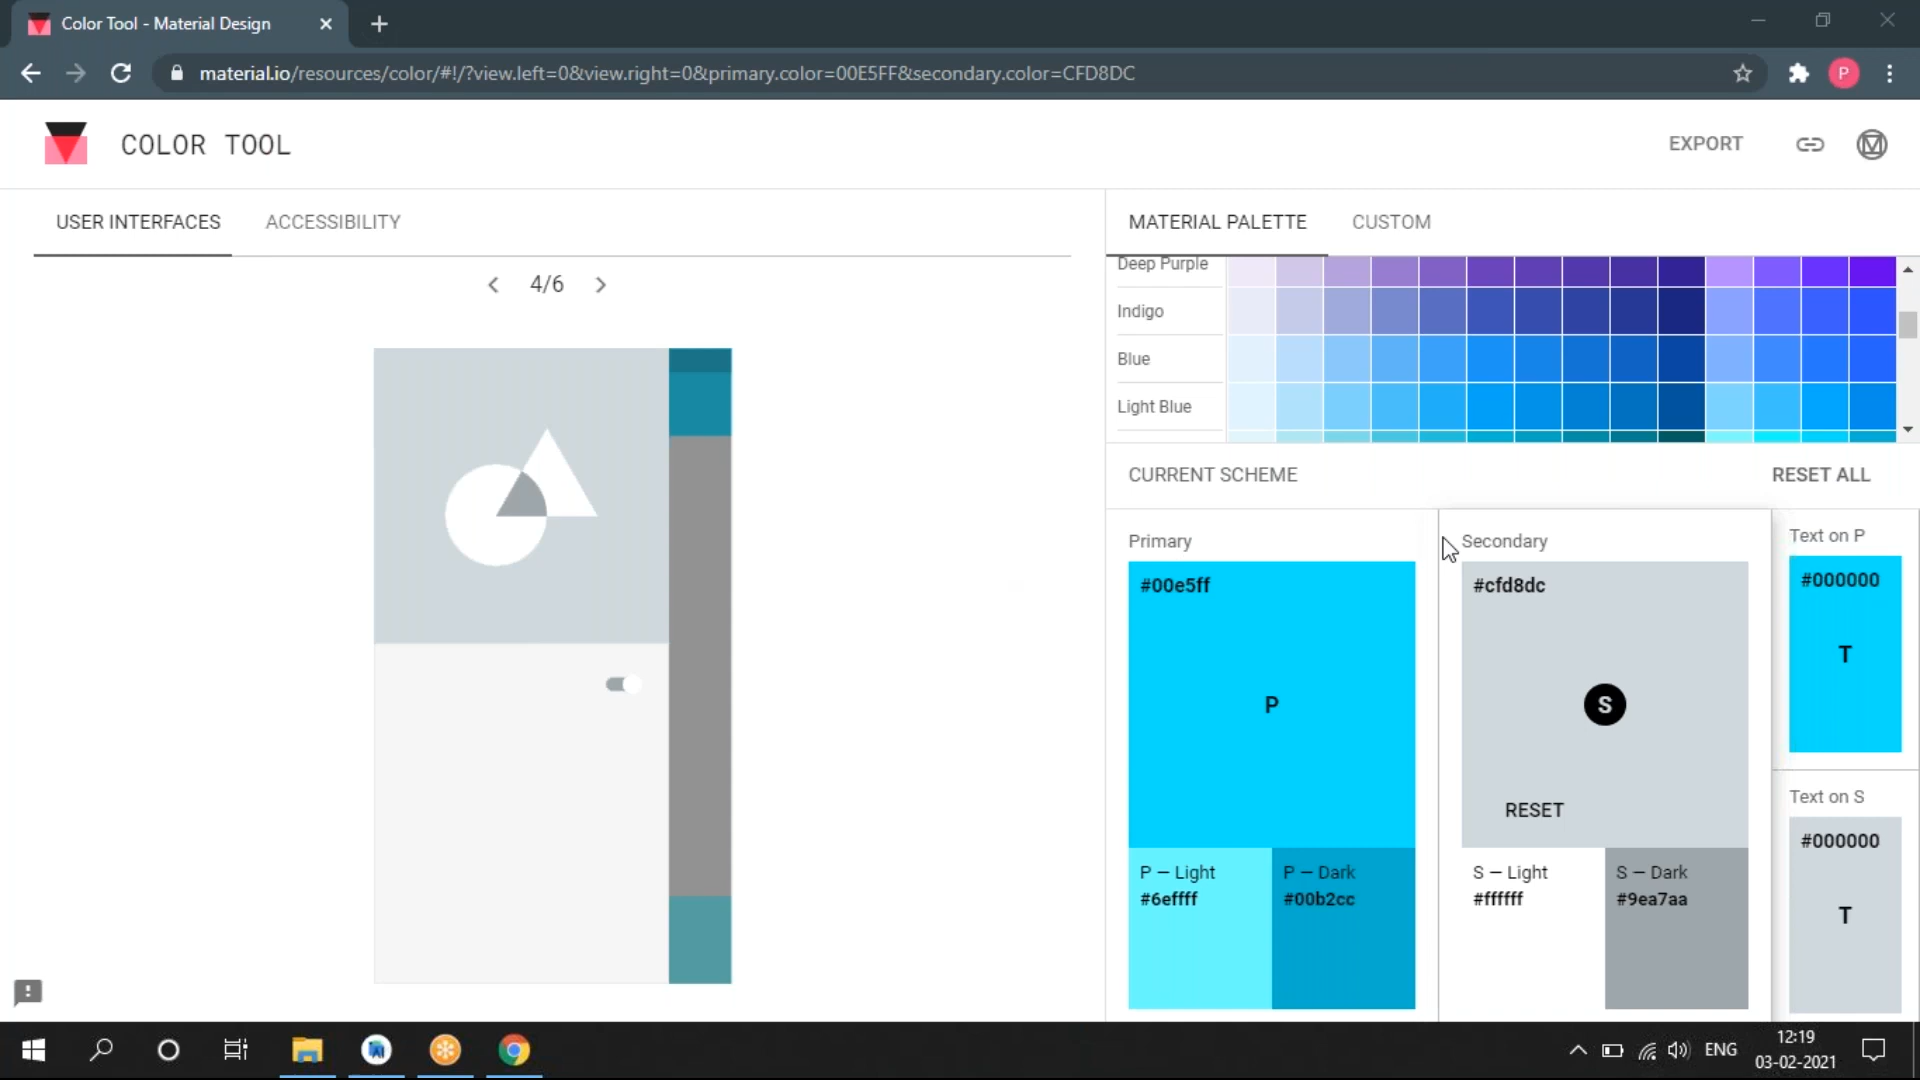 Color Tool - Material Design
material.io/resources/color/#!/?view.left=0&view.right=0&primary.color=00E5FF&secondary.color=CFD8DC
P
COLOR TOOL
EXPORT
USER INTERFACES
ACCESSIBILITY
MATERIAL PALETTE
CUSTOM
4/6
Deep Purple
Indigo
Blue
Light Blue
CURRENT SCHEME
RESET ALL
Primary
#00e5ff
P
P — Light
#6effff
P — Dark
#00b2cc
Secondary
#cfd8dc
S
RESET
S — Light
#ffffff
S — Dark
#9ea7aa
Text on P
#000000
T
Text on S
#000000
T
ENG
12:19
03-02-2021